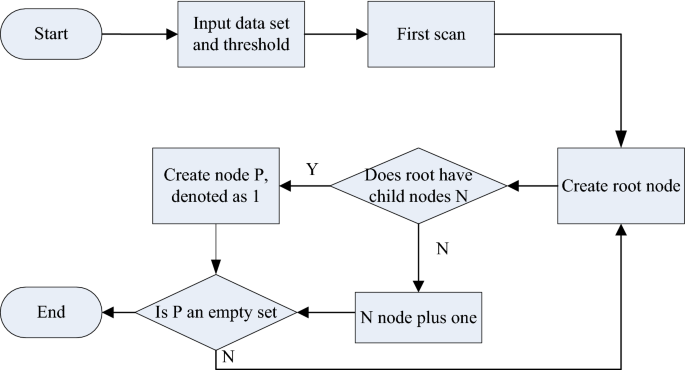 Start
Input data set
and threshold
First scan
Create root node
Does root have
child nodes N
Y
Create node P,
denoted as 1
N
N node plus one
Is P an empty set
End
N